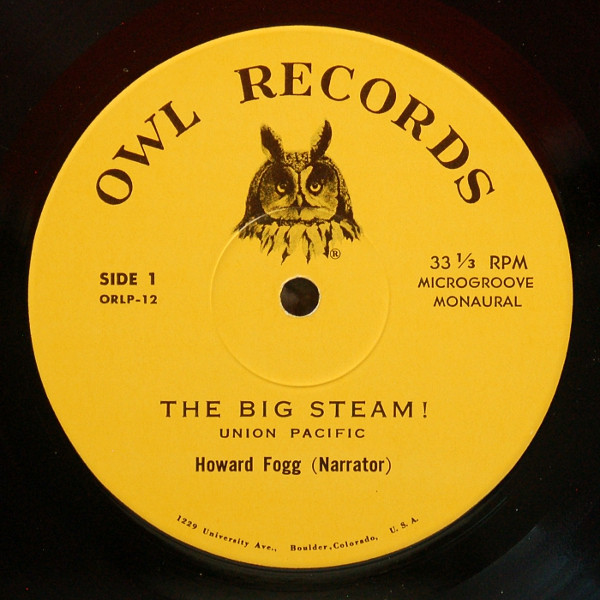 OWL RECORDS
®
SIDE 1
ORLP-12
33 1/3 RPM
MICROGROOVE
MONAURAL
THE BIG STEAM!
UNION PACIFIC
Howard Fogg (Narrator)
1229 University Ave., Boulder, Colorado, U. S. A.